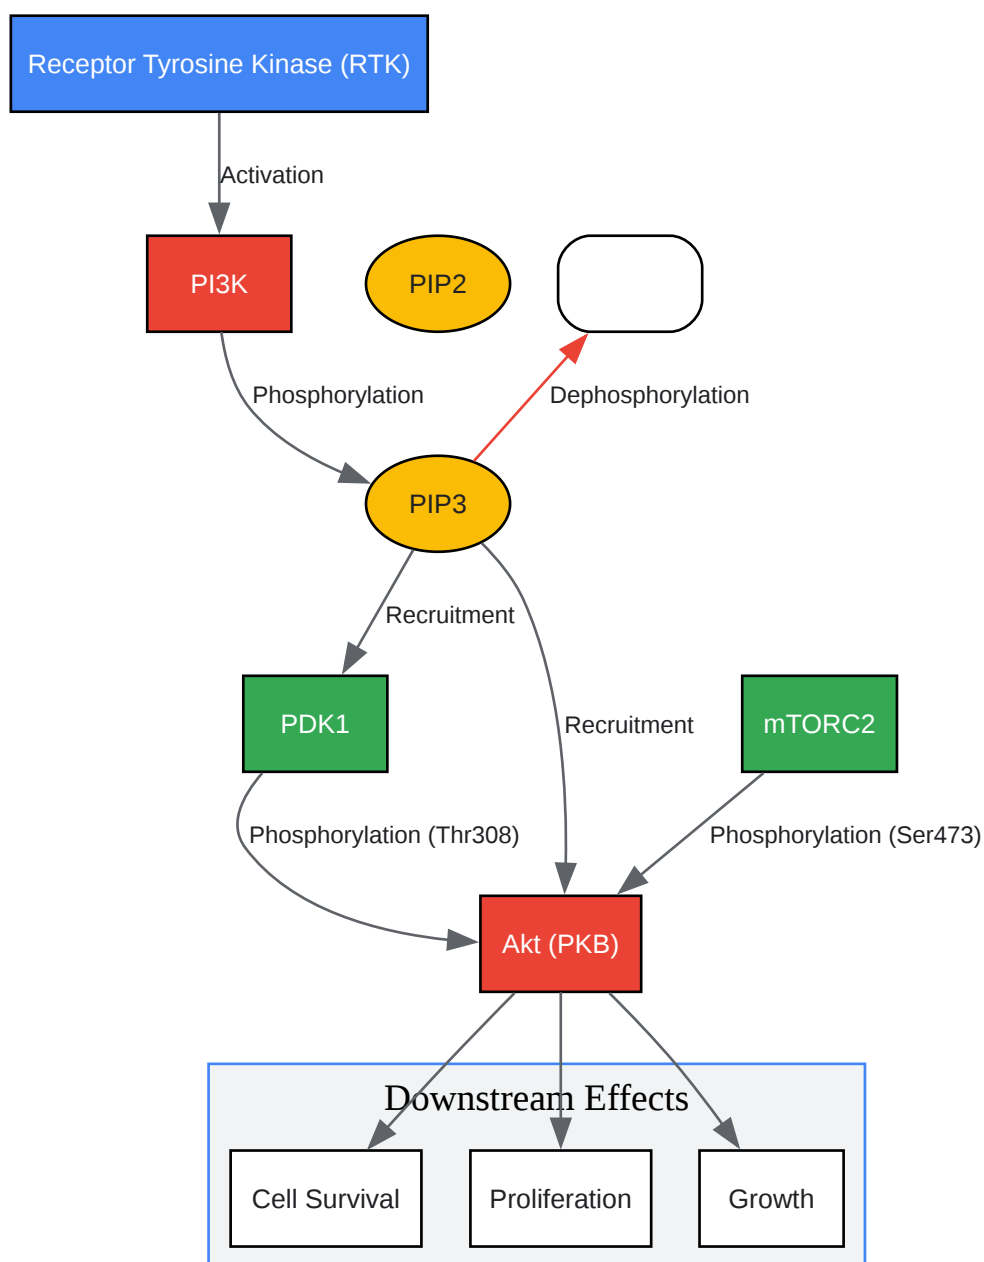 Receptor Tyrosine Kinase (RTK)
Activation
PI3K
PIP2
Phosphorylation
Dephosphorylation
PIP3
Recruitment
PDK1
Recruitment
mTORC2
Phosphorylation (Thr308)
Phosphorylation (Ser473)
Akt (PKB)
Downstream Effects
Cell Survival
Proliferation
Growth